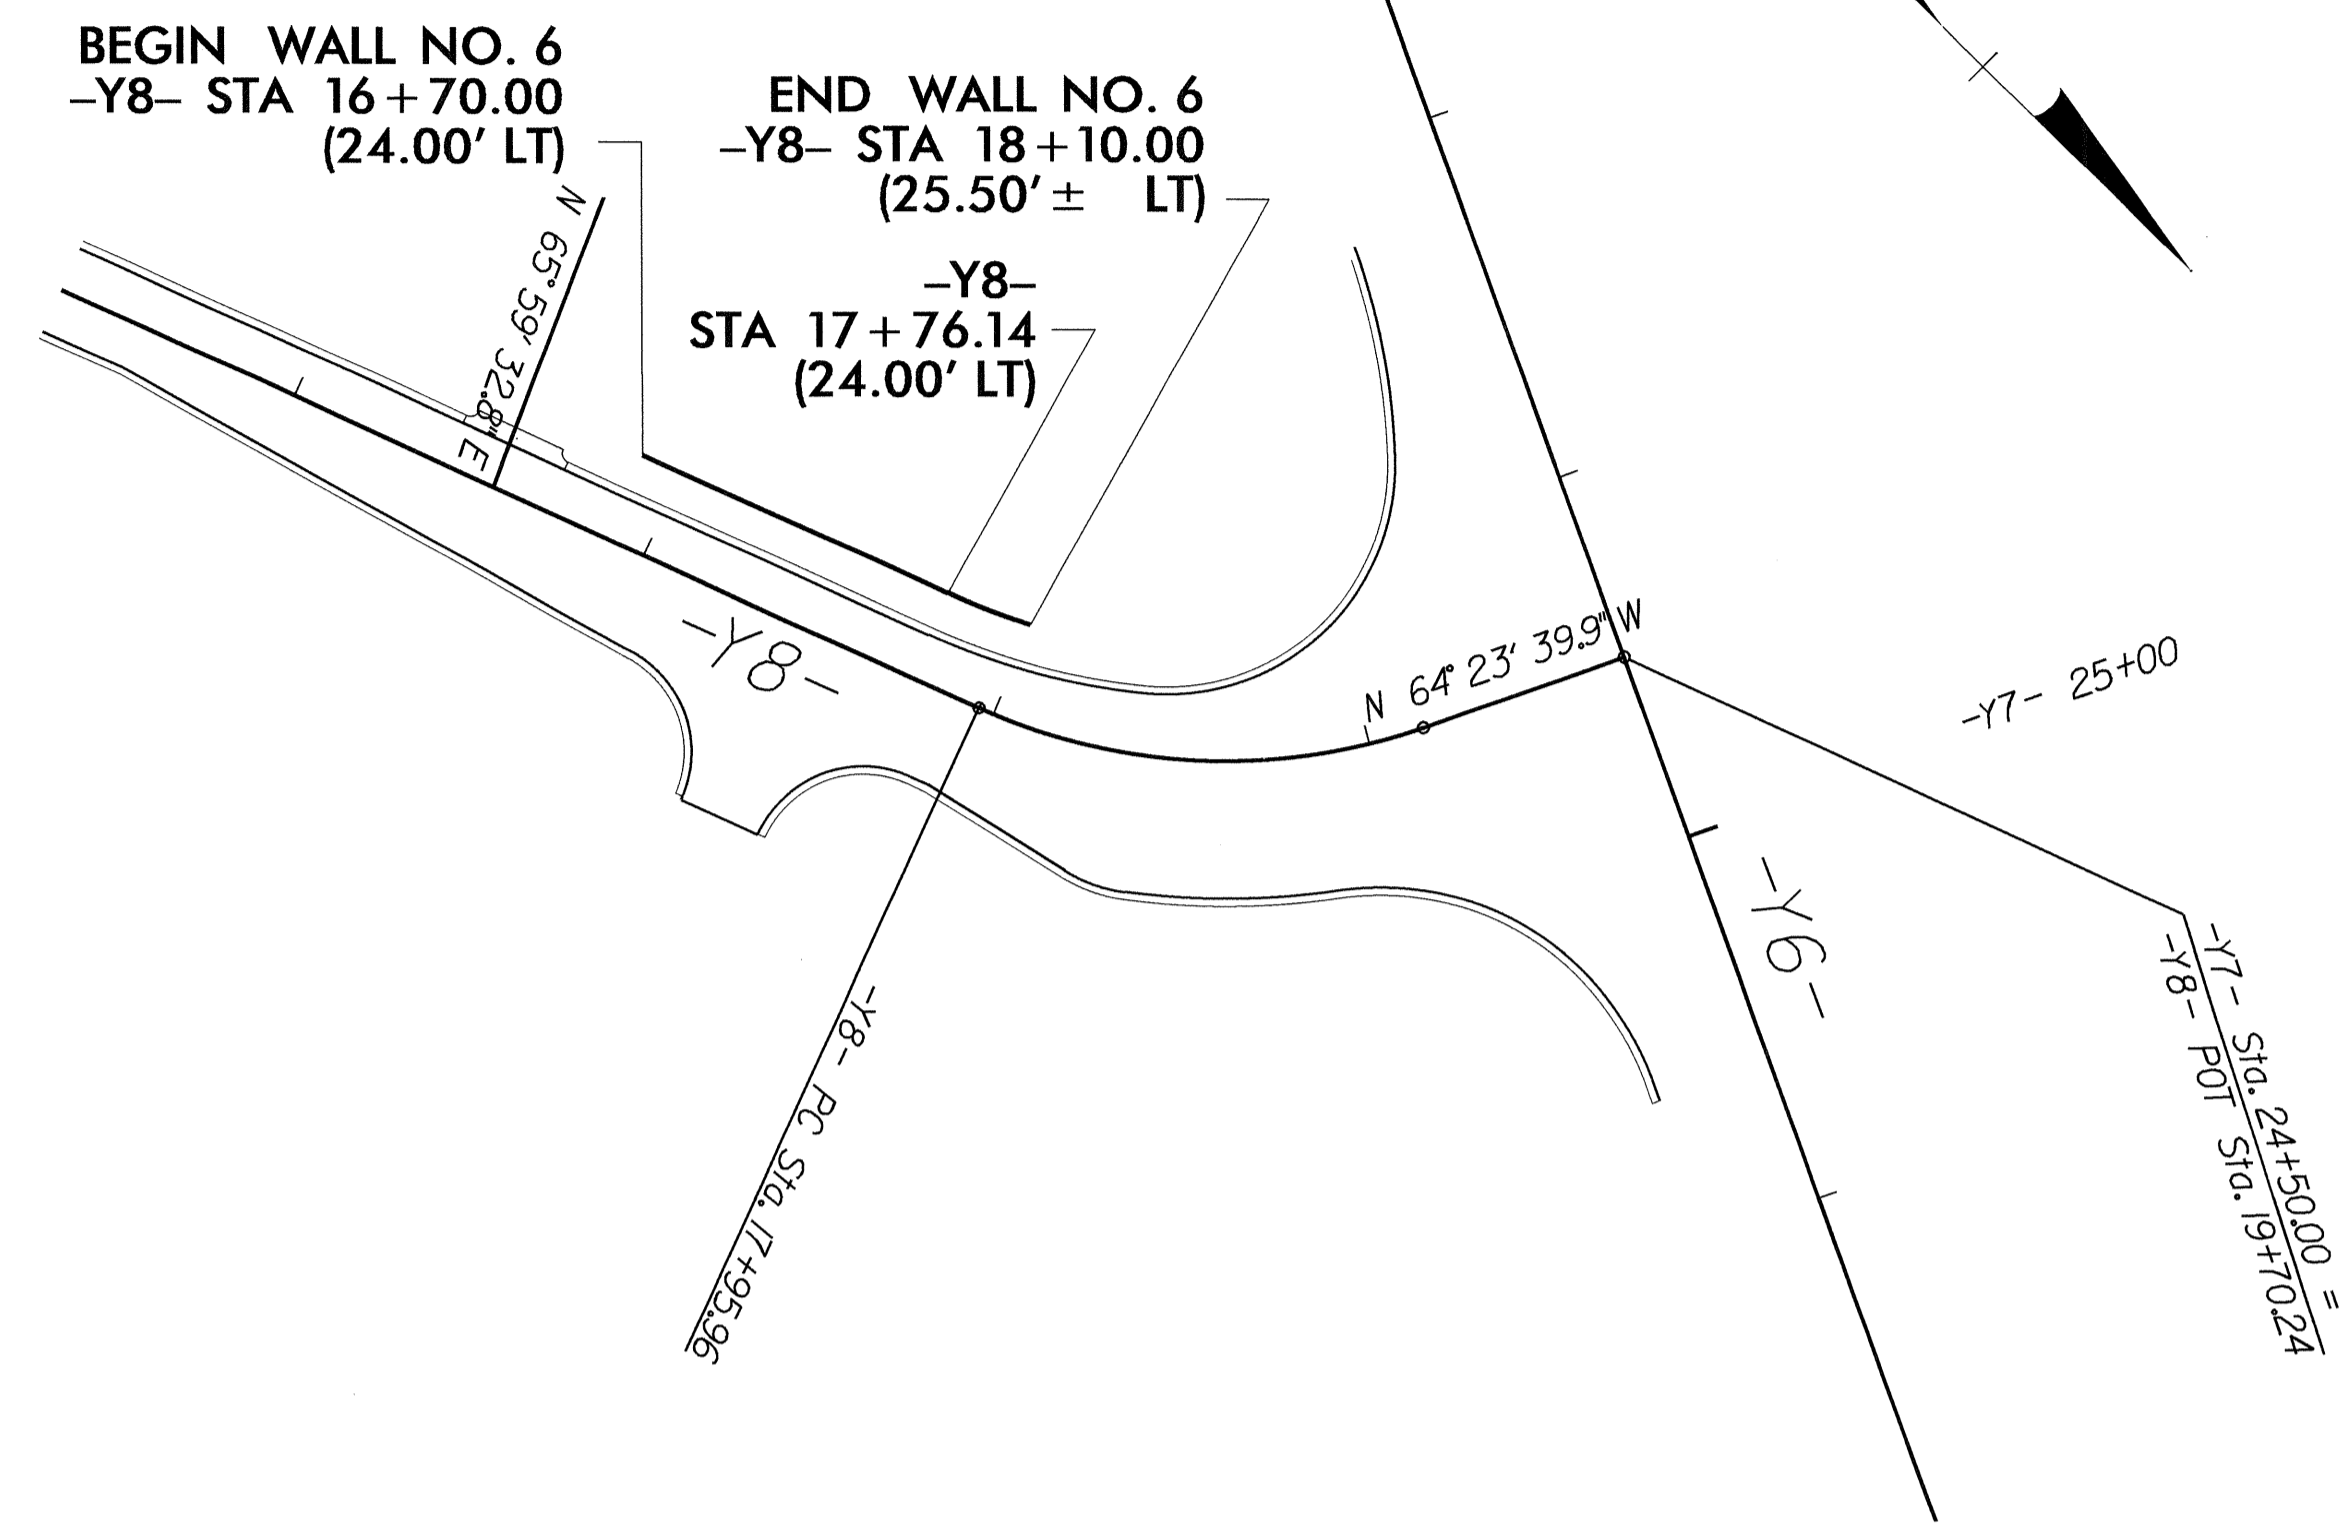 BEGIN WALL NO. 6
-Y8- STA 16+70.00
(24.00' LT)
END WALL NO. 6
-Y8- STA 18+10.00
(25.50'± LT)
-Y8-
STA 17+76.14
(24.00' LT)
N 65° 59' 32.8" E
-Y8-
N 64° 23' 39.9" W
-Y7- 25+00
-Y6-
-Y7- Sta. 24+50.00 =
-Y8- POT Sta. 19+70.24
-Y8- PC Sta. 17+95.96